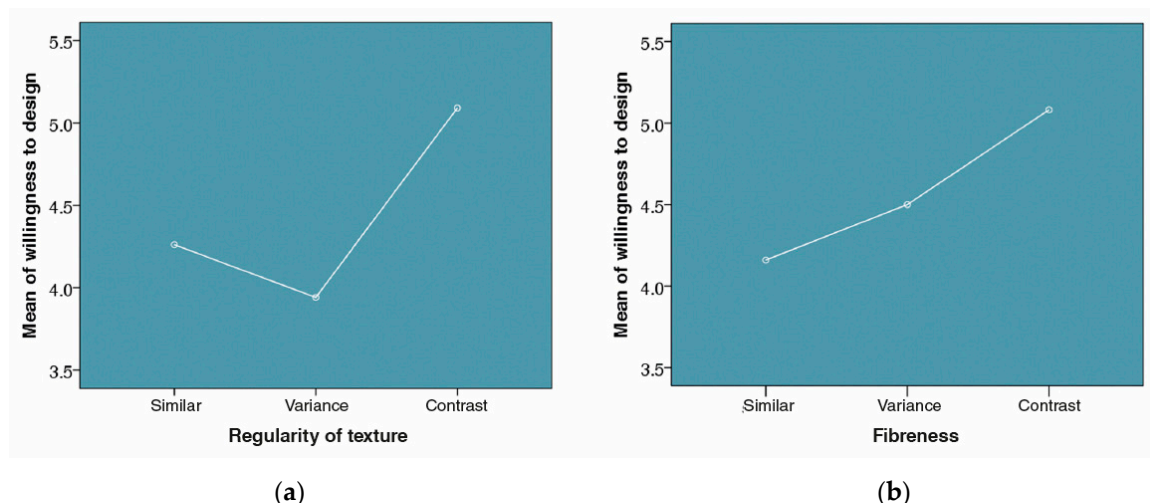 Mean of willingness to design
5.5
5.0
4.5
4.0
3.5
Similar Variance Contrast
Regularity of texture
(a)
Mean of willingness to design
5.5
5.0
4.5
4.0
3.5
Similar Variance Contrast
Fibreness
(b)